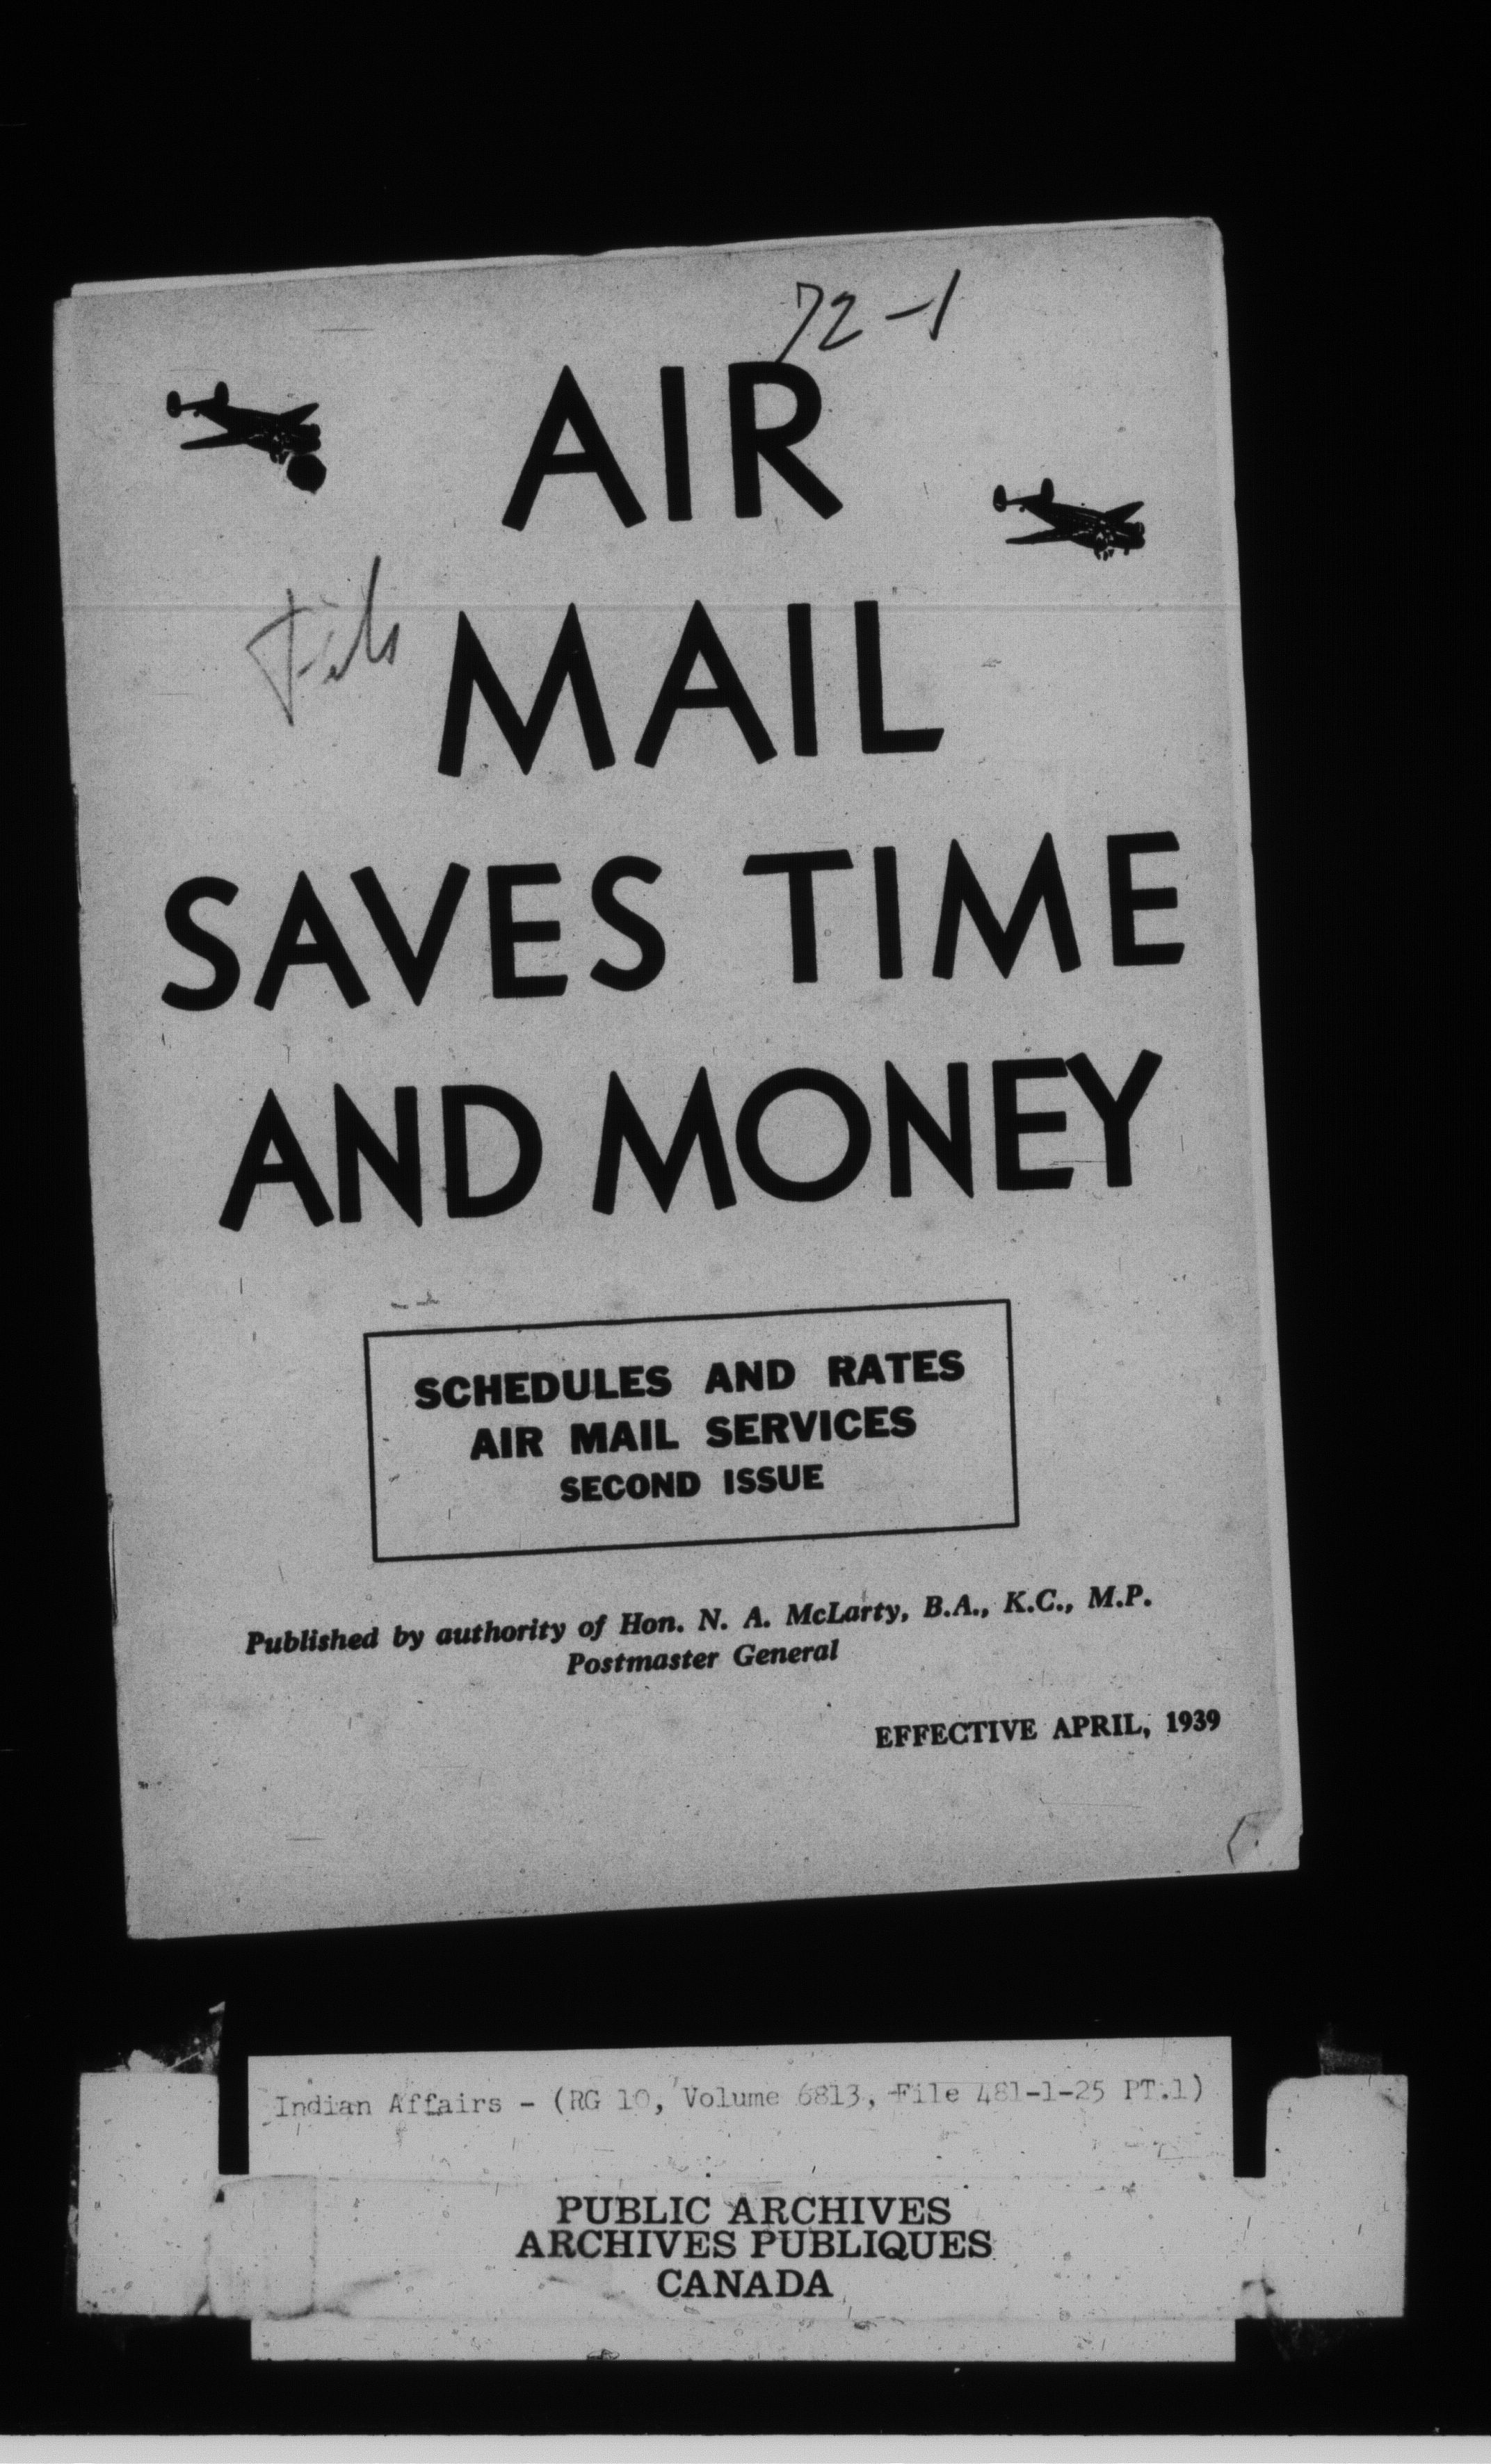 72-1
AIR
MAIL
SAVES TIME
AND MONEY
SCHEDULES AND RATES
AIR MAIL SERVICES
SECOND ISSUE
Published by authority of Hon. N. A. McLarty, B.A., K.C., M.P.
Postmaster General
EFFECTIVE APRIL, 1939
Indian Affairs - (RG 10, Volume 6813, File 481-1-25 PT.1)
PUBLIC ARCHIVES
ARCHIVES PUBLIQUES
CANADA